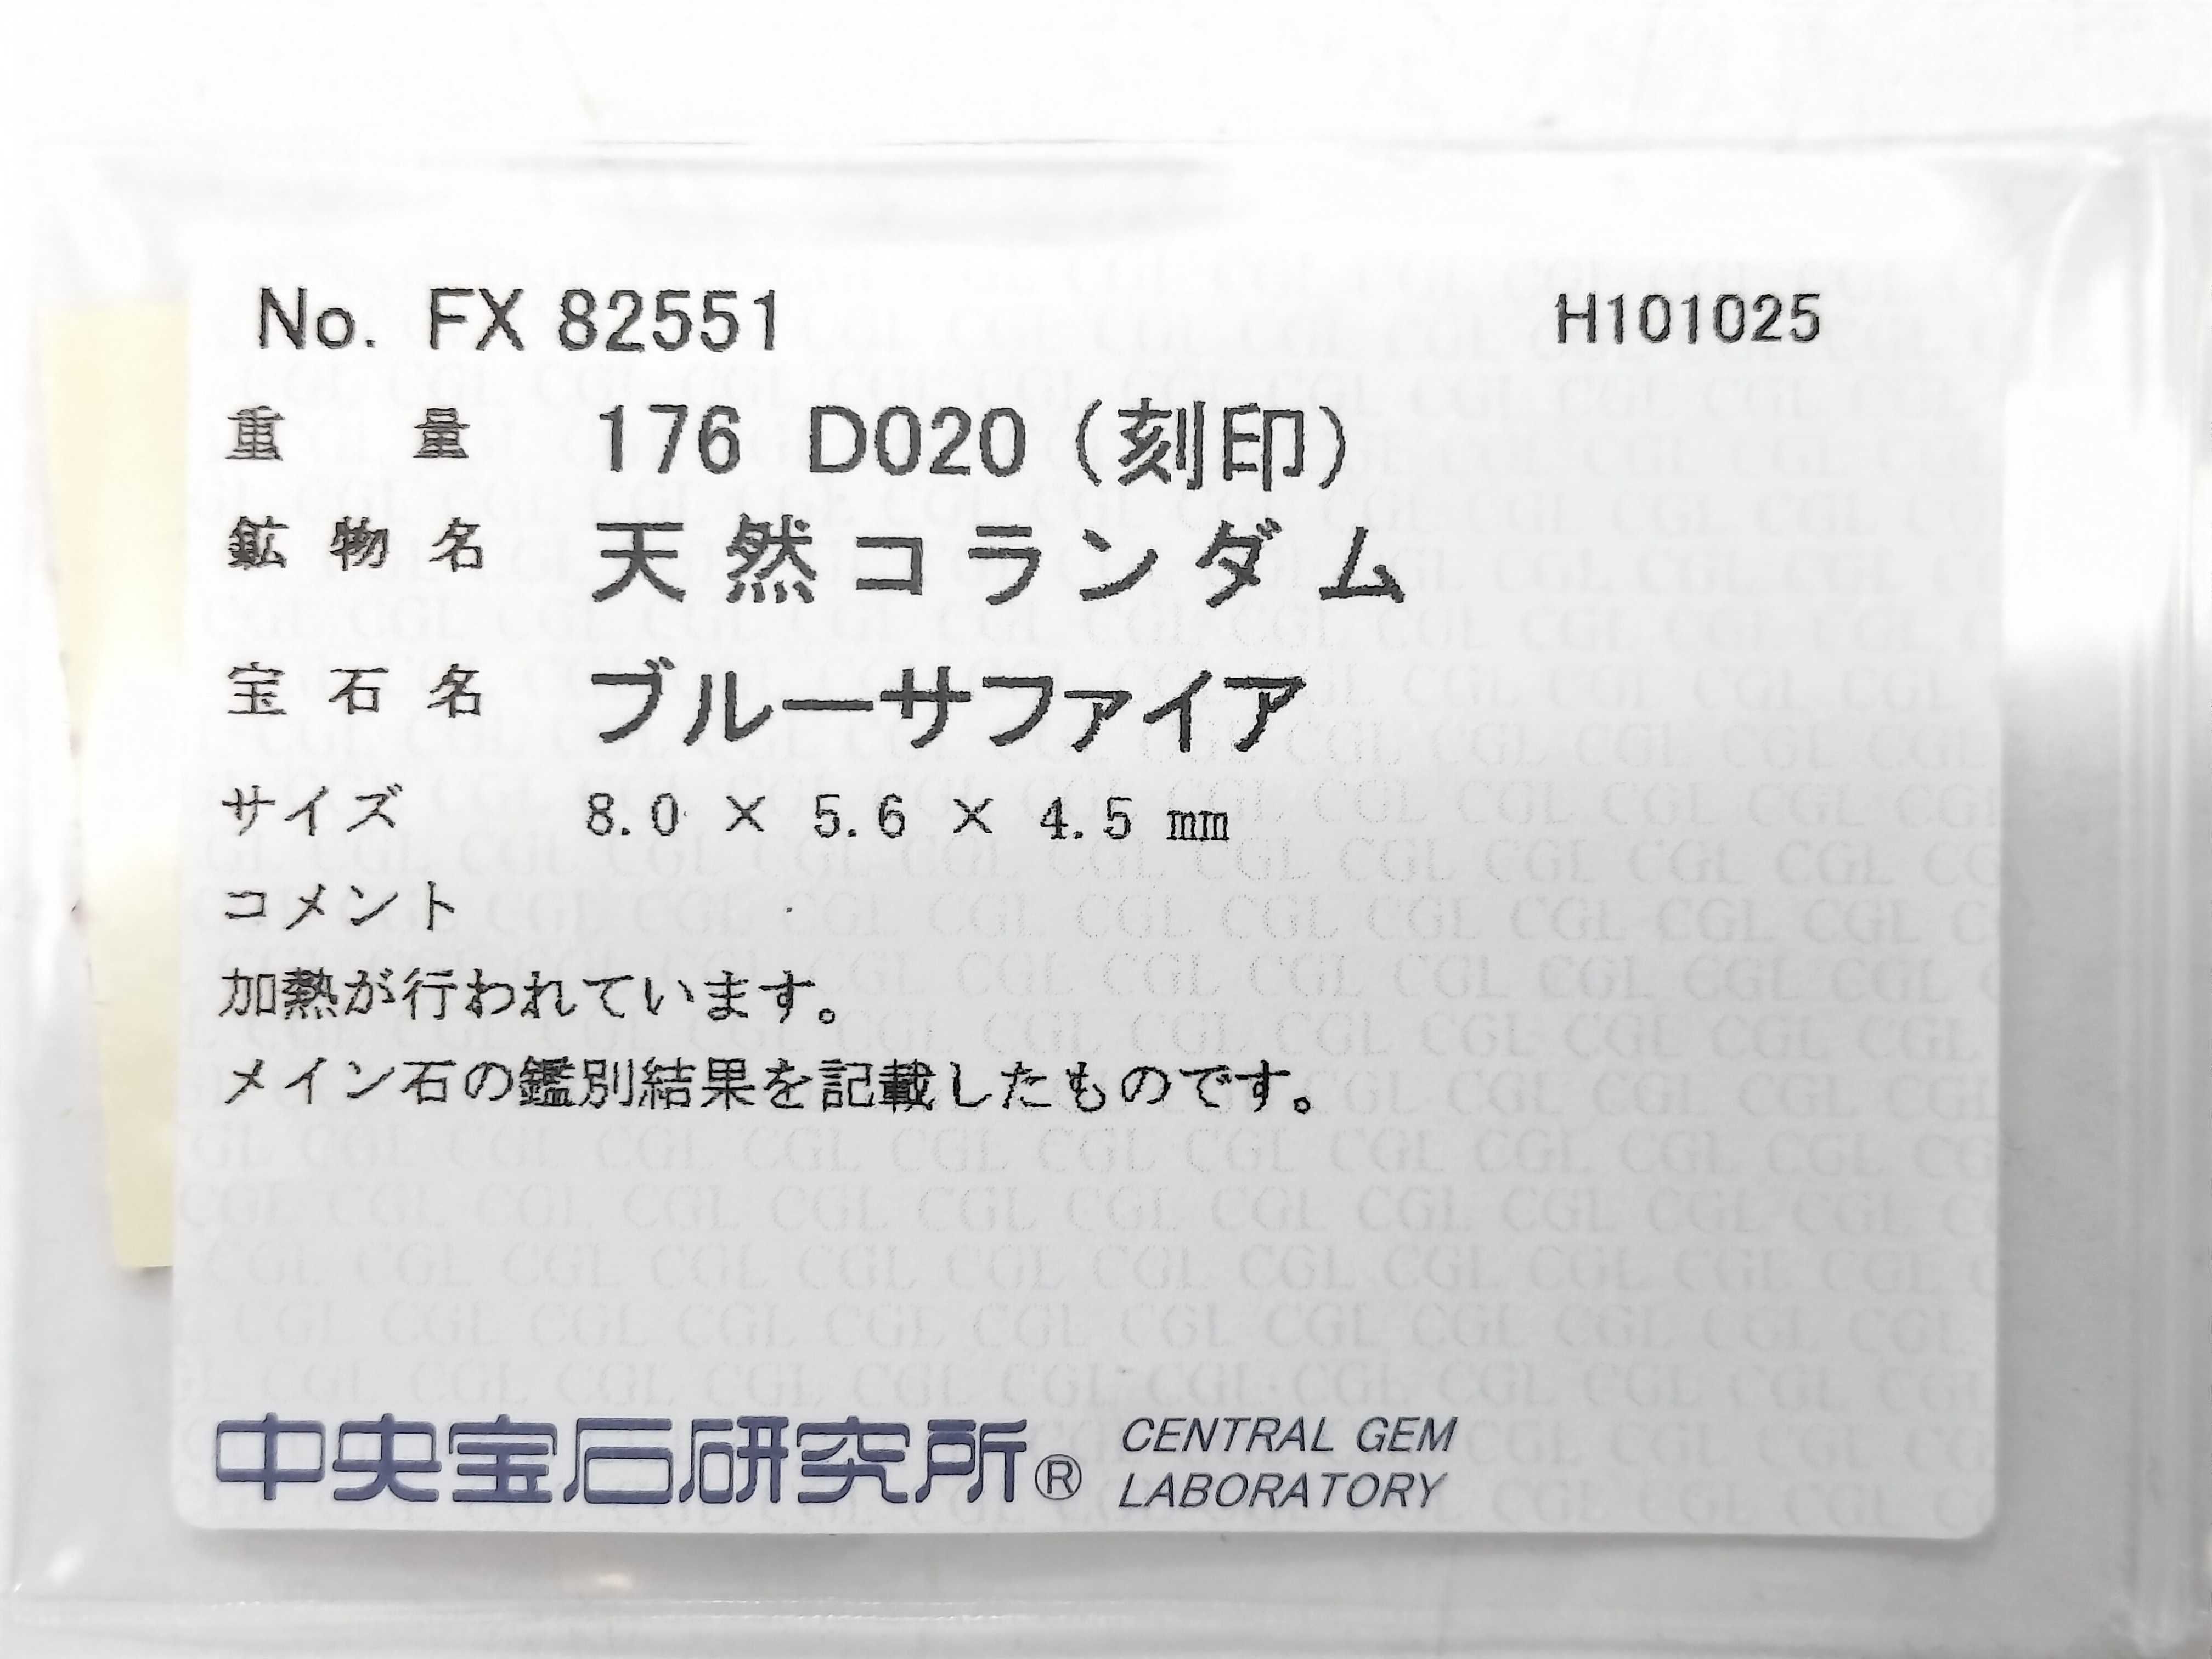 No. FX 82551 H101025
重量 176 D020（刻印）
鉱物名 天然コランダム
宝石名 ブルーサファイア
サイズ 8.0 × 5.6 × 4.5 mm
コメント
加熱が行われています。
メイン石の鑑別結果を記載したものです。
中央宝石研究所® CENTRAL GEM
LABORATORY